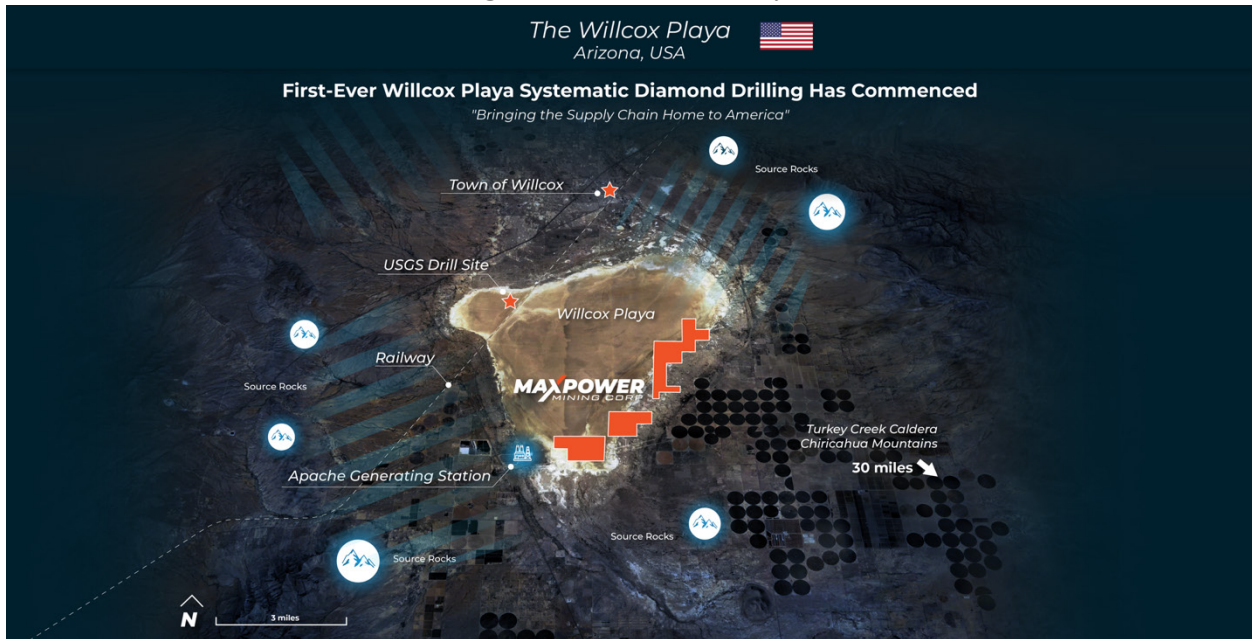 The Willcox Playa
Arizona, USA
First-Ever Willcox Playa Systematic Diamond Drilling Has Commenced
"Bringing the Supply Chain Home to America"
Source Rocks
Town of Willcox
USGS Drill Site
Willcox Playa
Railway
Source Rocks
MAXPOWER
MINING CORP
Turkey Creek Caldera
Chiricahua Mountains
30 miles
Apache Generating Station
Source Rocks
Source Rocks
N
3 miles